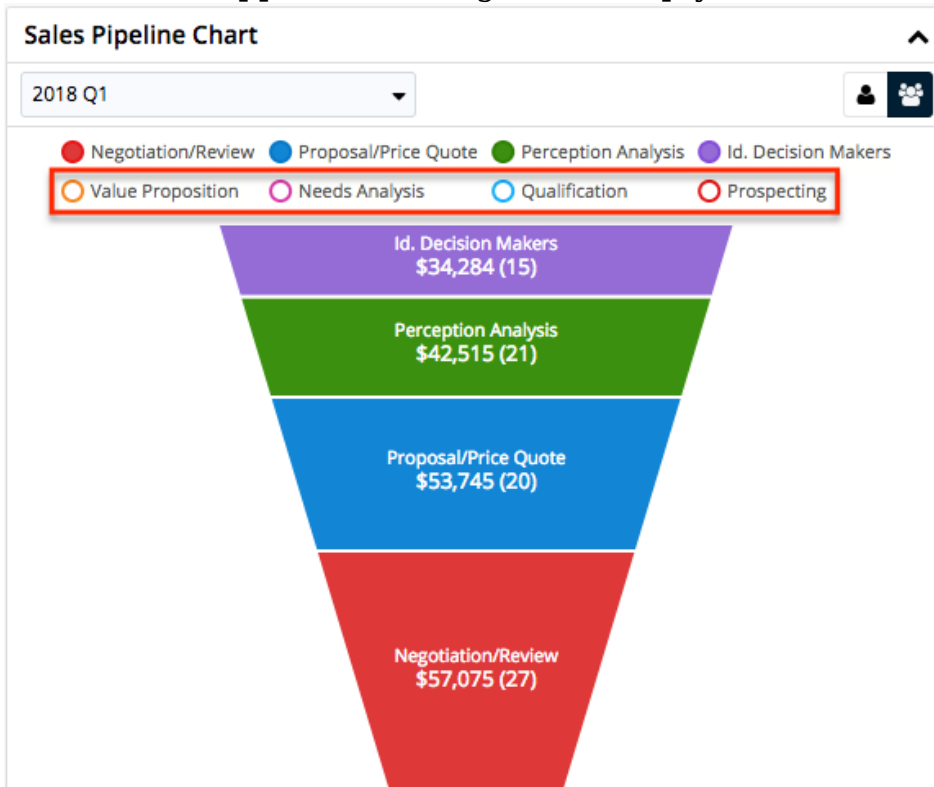 Sales Pipeline Chart
2018 Q1
Negotiation/Review Proposal/Price Quote Perception Analysis Id. Decision Makers
Value Proposition Needs Analysis Qualification Prospecting
Id. Decision Makers
$34,284 (15)
Perception Analysis
$42,515 (21)
Proposal/Price Quote
$53,745 (20)
Negotiation/Review
$57,075 (27)